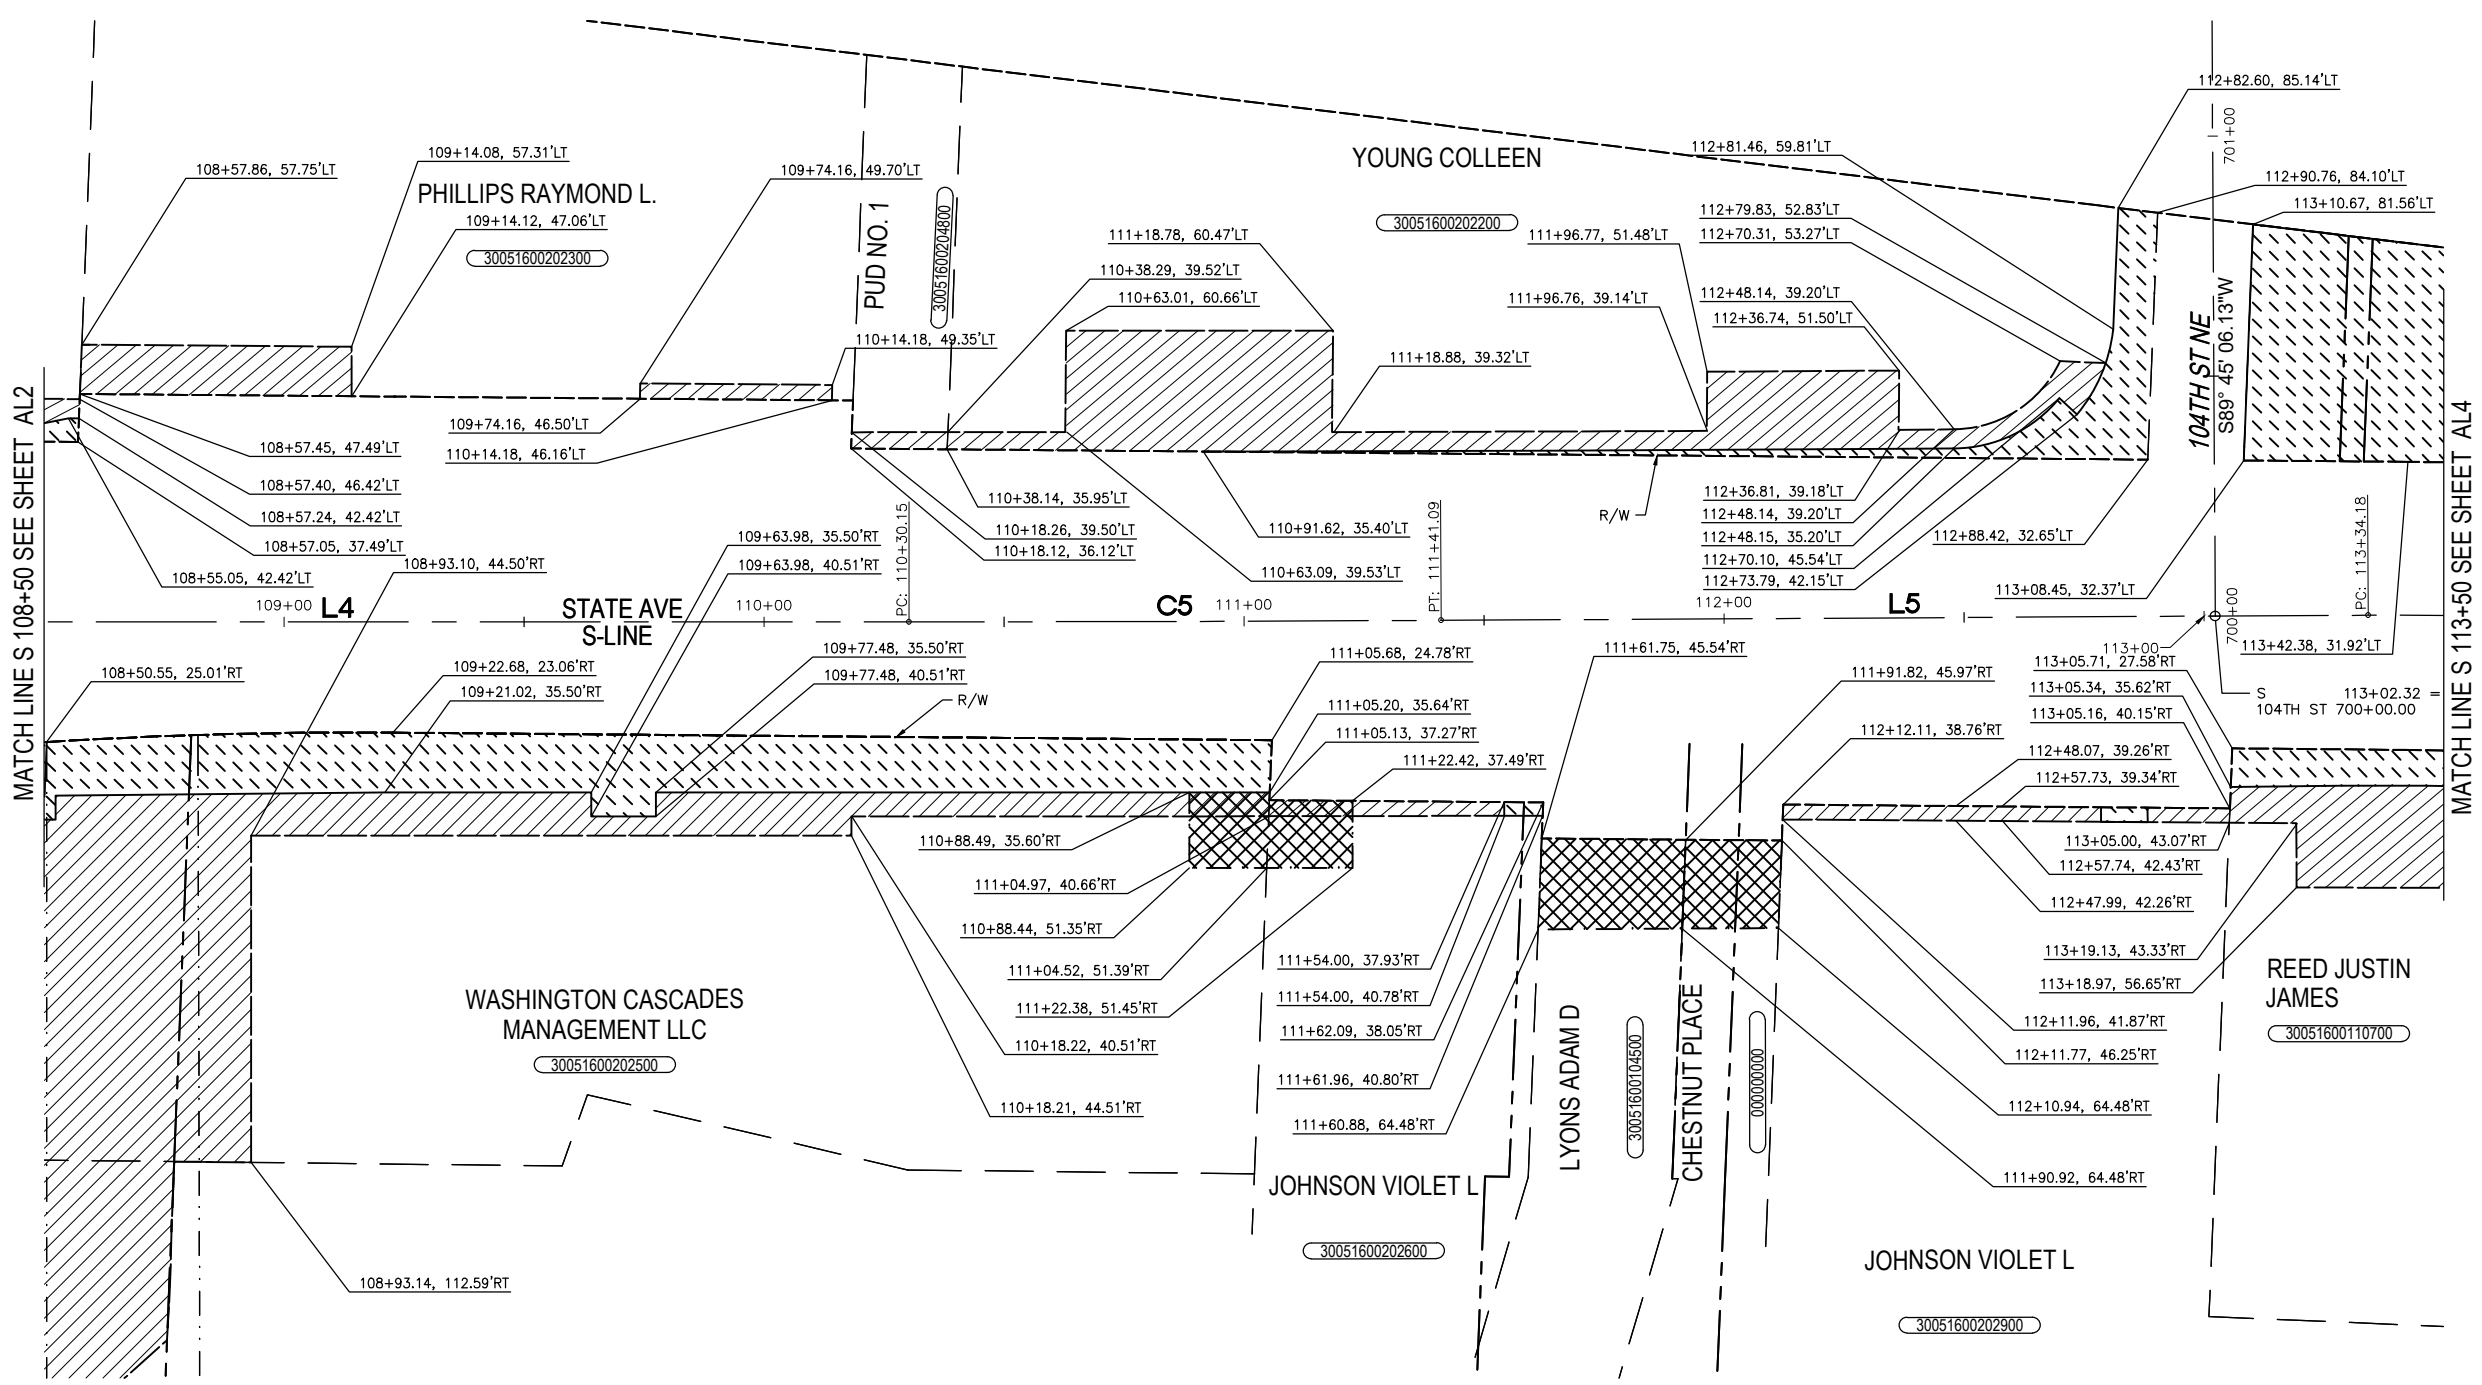 112+82.60, 85.14'LT
701+00
109+14.08, 57.31'LT
108+57.86, 57.75'LT
PHILLIPS RAYMOND L.
109+14.12, 47.06'LT
30051600202300
109+74.16, 49.70'LT
PUD NO. 1
30051600204800
YOUNG COLLEEN
30051600202200
112+81.46, 59.81'LT
112+90.76, 84.10'LT
113+10.67, 81.56'LT
112+79.83, 52.83'LT
112+70.31, 53.27'LT
111+18.78, 60.47'LT
111+96.77, 51.48'LT
110+38.29, 39.52'LT
110+63.01, 60.66'LT
111+96.76, 39.14'LT
112+48.14, 39.20'LT
112+36.74, 51.50'LT
110+14.18, 49.35'LT
111+18.88, 39.32'LT
104TH ST NE
S89° 45' 06.13"W
109+74.16, 46.50'LT
110+14.18, 46.16'LT
108+57.45, 47.49'LT
108+57.40, 46.42'LT
108+57.24, 42.42'LT
108+57.05, 37.49'LT
108+55.05, 42.42'LT
108+93.10, 44.50'RT
109+63.98, 35.50'RT
109+63.98, 40.51'RT
PC: 110+30.15
110+38.14, 35.95'LT
110+18.26, 39.50'LT
110+18.12, 36.12'LT
110+91.62, 35.40'LT
110+63.09, 39.53'LT
PT: 111+41.09
R/W
112+36.81, 39.18'LT
112+48.14, 39.20'LT
112+48.15, 35.20'LT
112+70.10, 45.54'LT
112+73.79, 42.15'LT
112+88.42, 32.65'LT
113+08.45, 32.37'LT
PC: 113+34.18
MATCH LINE S 108+50 SEE SHEET AL2
MATCH LINE S 113+50 SEE SHEET AL4
109+00
L4
STATE AVE
S-LINE
110+00
C5
111+00
112+00
L5
113+00
700+00
113+42.38, 31.92'LT
S 113+02.32 =
104TH ST 700+00.00
108+50.55, 25.01'RT
109+22.68, 23.06'RT
109+21.02, 35.50'RT
109+77.48, 35.50'RT
109+77.48, 40.51'RT
R/W
111+05.68, 24.78'RT
111+05.20, 35.64'RT
111+05.13, 37.27'RT
111+22.42, 37.49'RT
111+61.75, 45.54'RT
111+91.82, 45.97'RT
112+12.11, 38.76'RT
113+05.71, 27.58'RT
113+05.34, 35.62'RT
113+05.16, 40.15'RT
112+48.07, 39.26'RT
112+57.73, 39.34'RT
110+88.49, 35.60'RT
111+04.97, 40.66'RT
110+88.44, 51.35'RT
111+04.52, 51.39'RT
111+22.38, 51.45'RT
110+18.22, 40.51'RT
110+18.21, 44.51'RT
111+54.00, 37.93'RT
111+54.00, 40.78'RT
111+62.09, 38.05'RT
111+61.96, 40.80'RT
111+60.88, 64.48'RT
113+05.00, 43.07'RT
112+57.74, 42.43'RT
112+47.99, 42.26'RT
113+19.13, 43.33'RT
113+18.97, 56.65'RT
112+11.96, 41.87'RT
112+11.77, 46.25'RT
112+10.94, 64.48'RT
111+90.92, 64.48'RT
WASHINGTON CASCADES
MANAGEMENT LLC
30051600202500
LYONS ADAM D
30051600104500
CHESTNUT PLACE
00000000000
REED JUSTIN
JAMES
30051600110700
JOHNSON VIOLET L
30051600202600
JOHNSON VIOLET L
30051600202900
108+93.14, 112.59'RT